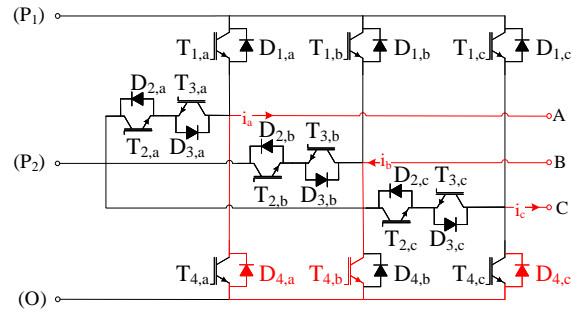 (P1)
T1,a D1,a T1,b D1,b T1,c D1,c
D2,a T3,a
ia A
T2,a D3,a D2,b T3,b
(P2) ib B
T2,b D3,b D2,c T3,c
ic C
T2,c D3,c
T4,a D4,a T4,b D4,b T4,c D4,c
(O)